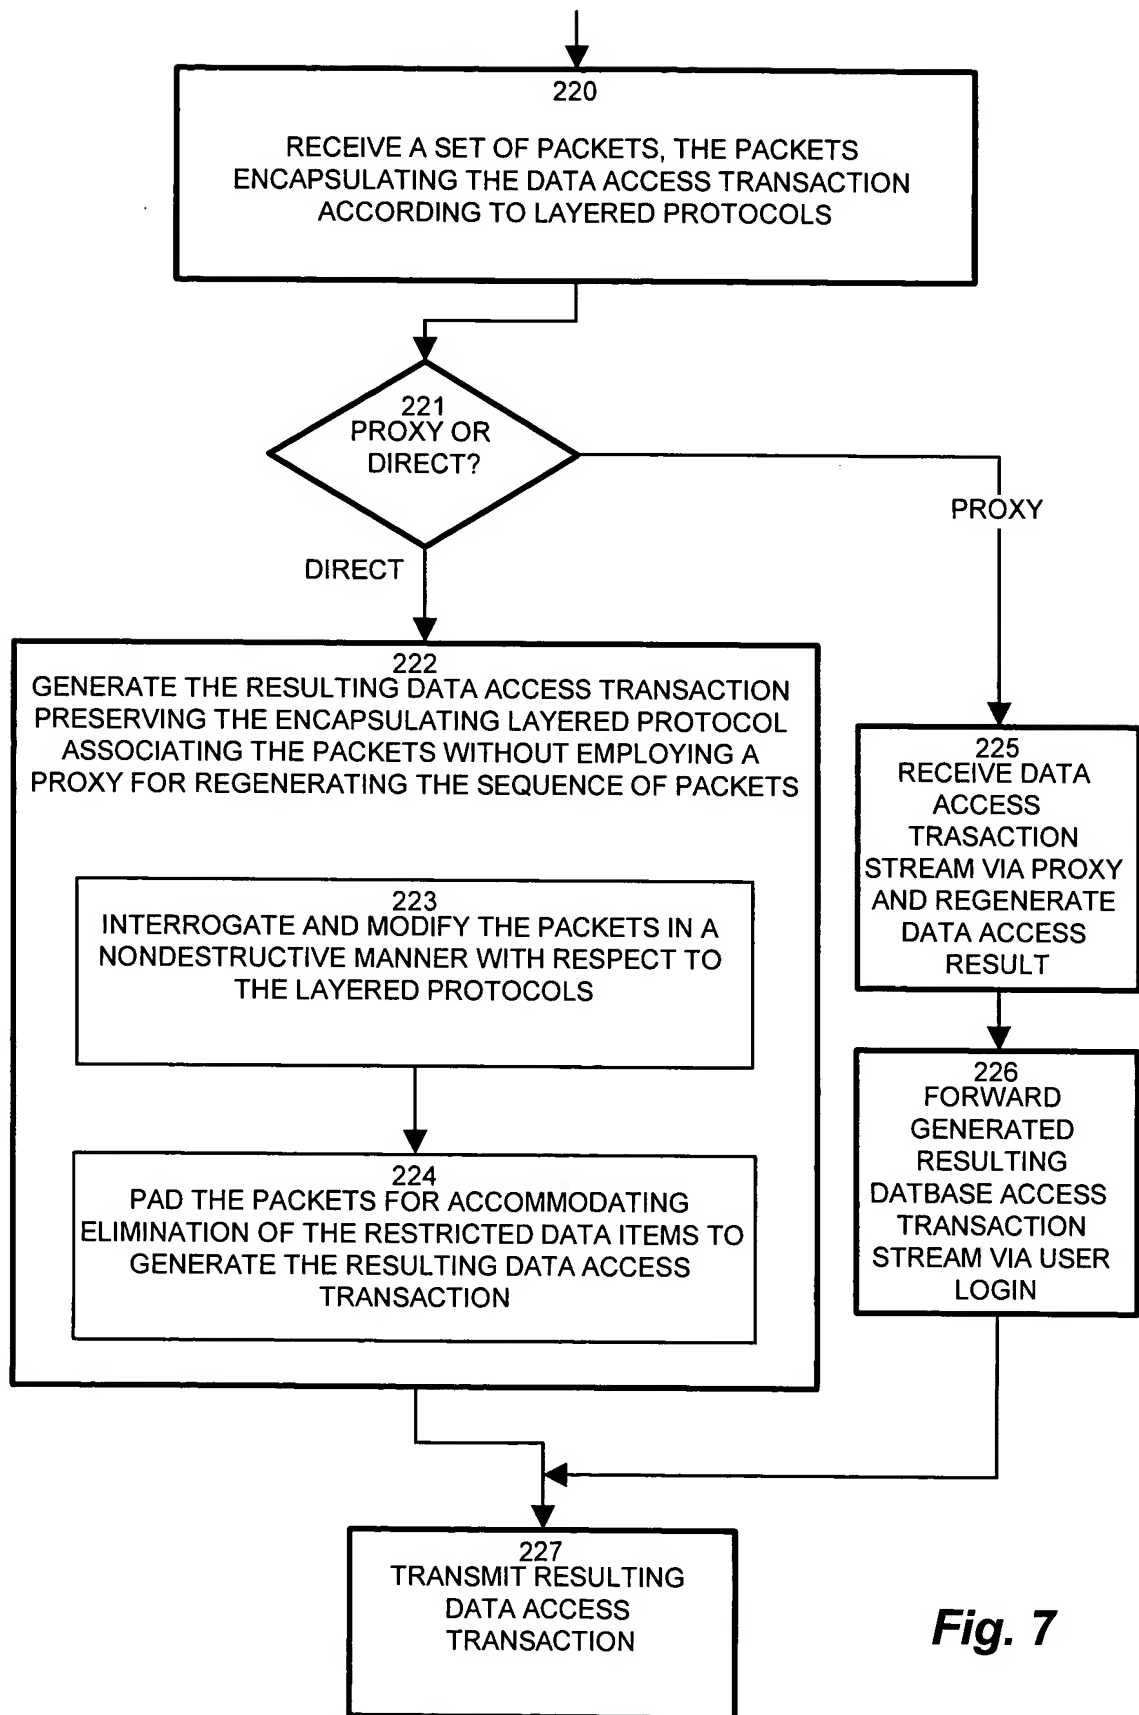 220
RECEIVE A SET OF PACKETS, THE PACKETS
ENCAPSULATING THE DATA ACCESS TRANSACTION
ACCORDING TO LAYERED PROTOCOLS
221
PROXY OR
DIRECT?
PROXY
DIRECT
222
GENERATE THE RESULTING DATA ACCESS TRANSACTION
PRESERVING THE ENCAPSULATING LAYERED PROTOCOL
ASSOCIATING THE PACKETS WITHOUT EMPLOYING A
PROXY FOR REGENERATING THE SEQUENCE OF PACKETS
223
INTERROGATE AND MODIFY THE PACKETS IN A
NONDESTRUCTIVE MANNER WITH RESPECT TO
THE LAYERED PROTOCOLS
224
PAD THE PACKETS FOR ACCOMMODATING
ELIMINATION OF THE RESTRICTED DATA ITEMS TO
GENERATE THE RESULTING DATA ACCESS
TRANSACTION
225
RECEIVE DATA
ACCESS
TRASACTION
STREAM VIA PROXY
AND REGENERATE
DATA ACCESS
RESULT
226
FORWARD
GENERATED
RESULTING
DATBASE ACCESS
TRANSACTION
STREAM VIA USER
LOGIN
227
TRANSMIT RESULTING
DATA ACCESS
TRANSACTION
Fig. 7